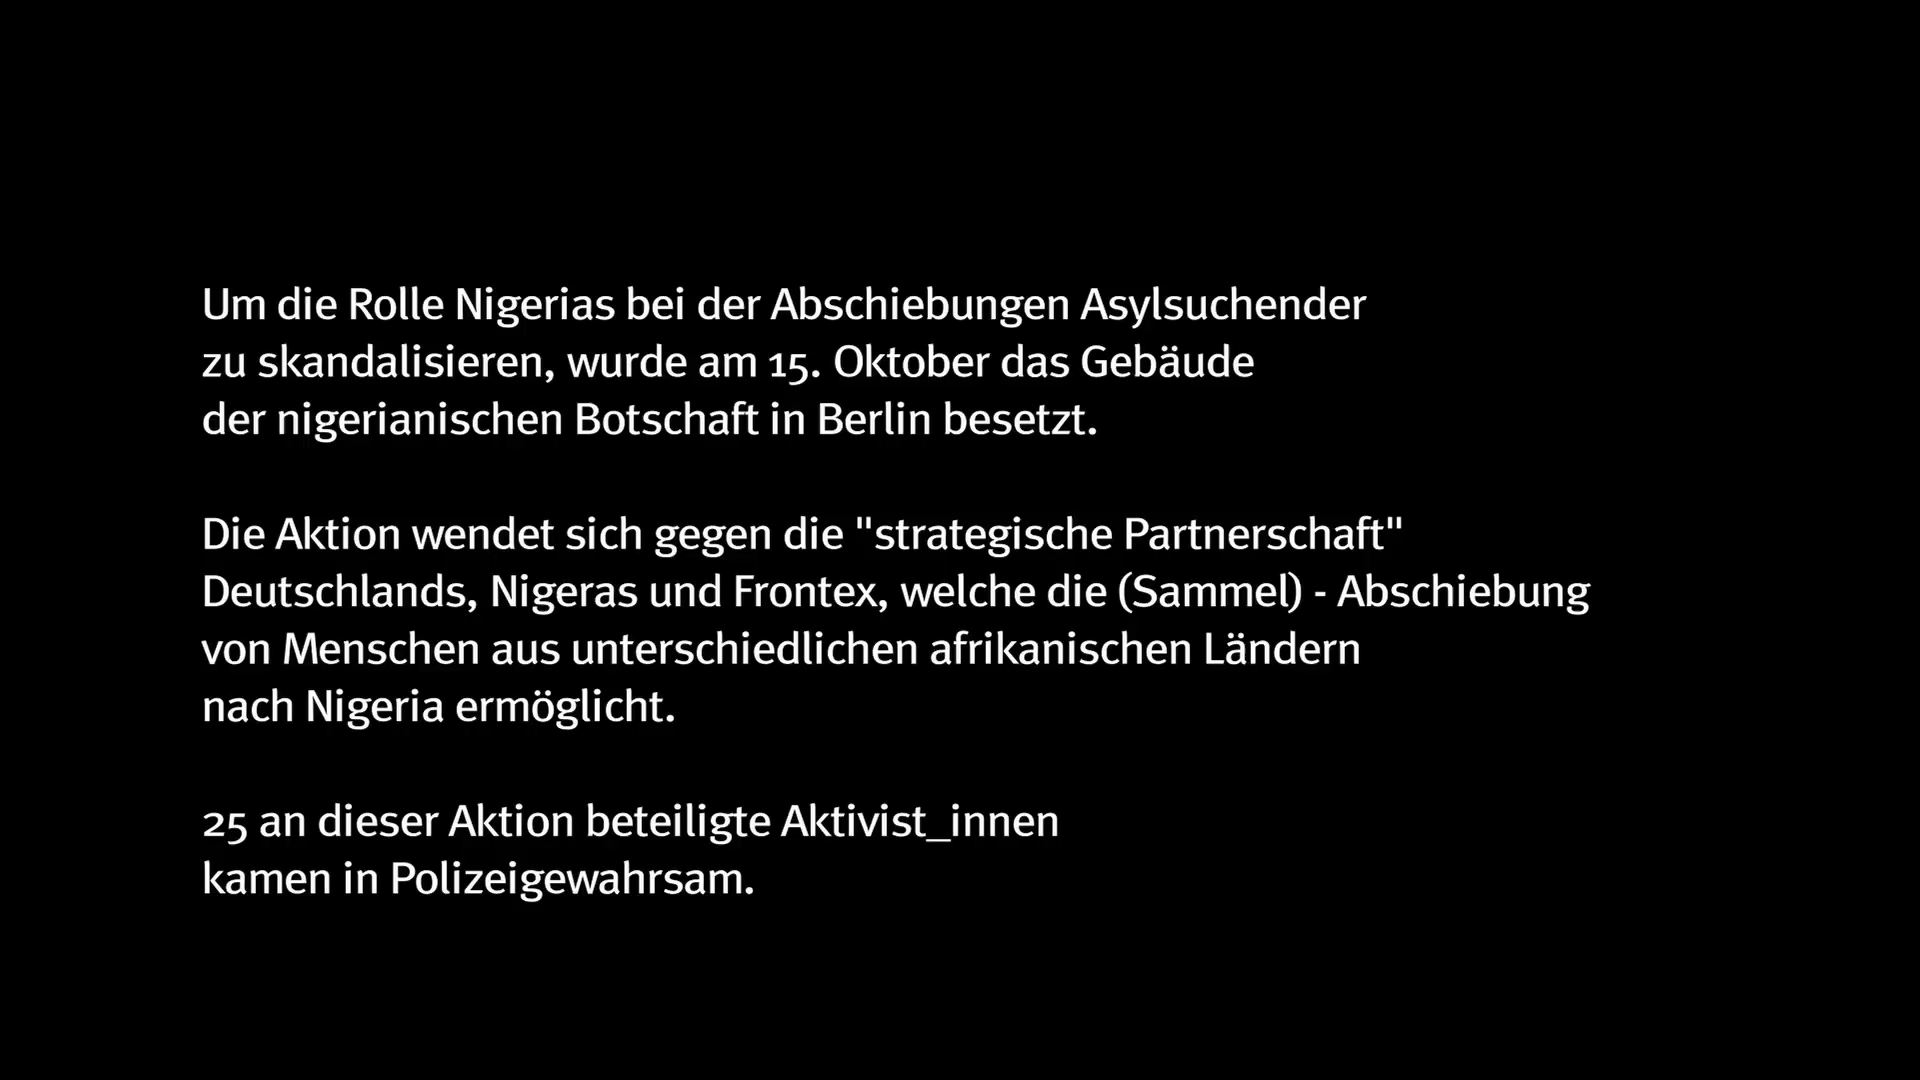 Um die Rolle Nigerias bei der Abschiebungen Asylsuchender
zu skandalisieren, wurde am 15. Oktober das Gebäude
der nigerianischen Botschaft in Berlin besetzt.
Die Aktion wendet sich gegen die "strategische Partnerschaft"
Deutschlands, Nigeras und Frontex, welche die (Sammel) - Abschiebung
von Menschen aus unterschiedlichen afrikanischen Ländern
nach Nigeria ermöglicht.
25 an dieser Aktion beteiligte Aktivist_innen
kamen in Polizeigewahrsam.